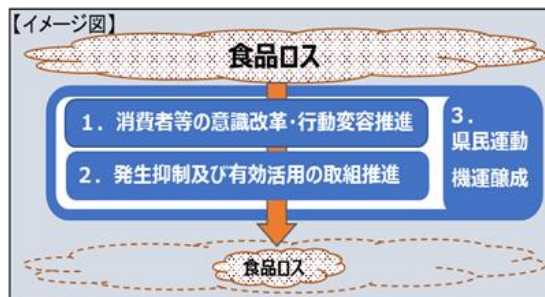 【イメージ図】
食品ロス
1. 消費者等の意識改革・行動変容推進
2. 発生抑制及び有効活用の取組推進
3.
県民運動
機運醸成
食品ロス